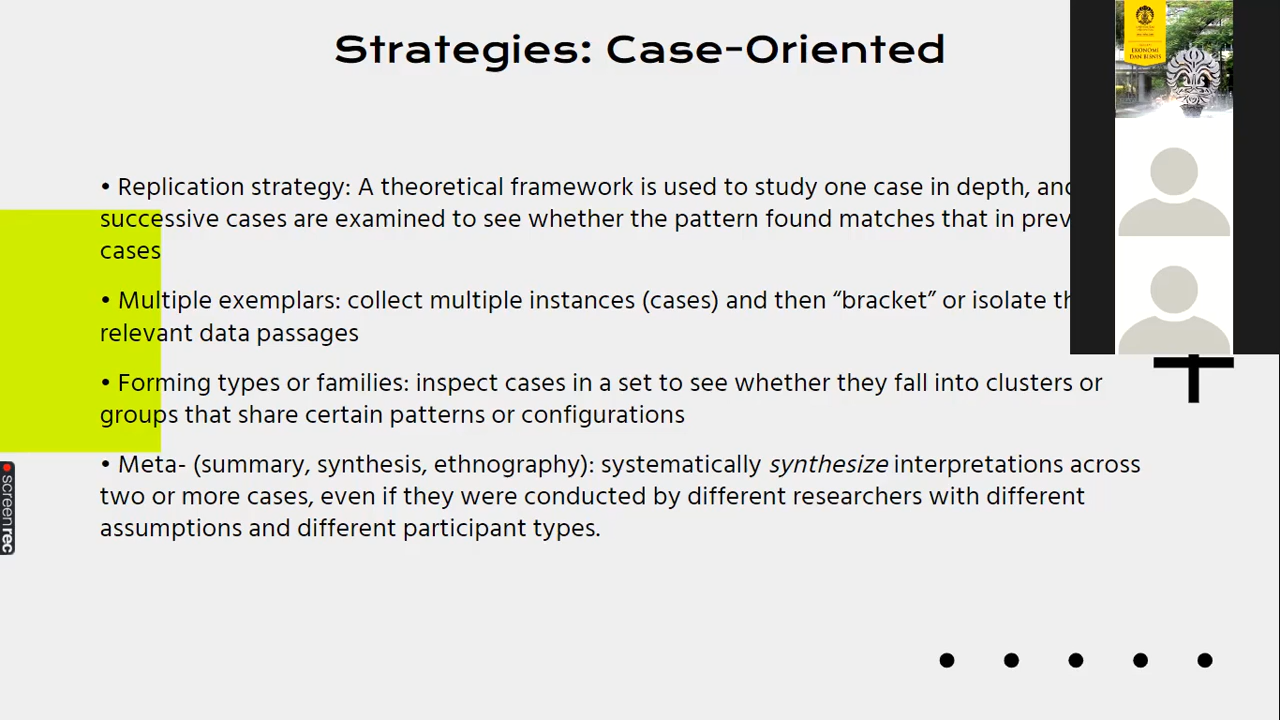 Strategies: Case-Oriented
• Replication strategy: A theoretical framework is used to study one case in depth, and
successive cases are examined to see whether the pattern found matches that in prev
cases
• Multiple exemplars: collect multiple instances (cases) and then “bracket” or isolate th
relevant data passages
• Forming types or families: inspect cases in a set to see whether they fall into clusters or
groups that share certain patterns or configurations
• Meta- (summary, synthesis, ethnography): systematically synthesize interpretations across
two or more cases, even if they were conducted by different researchers with different
assumptions and different participant types.
EKONOMI
DAN BISNIS
screenrec